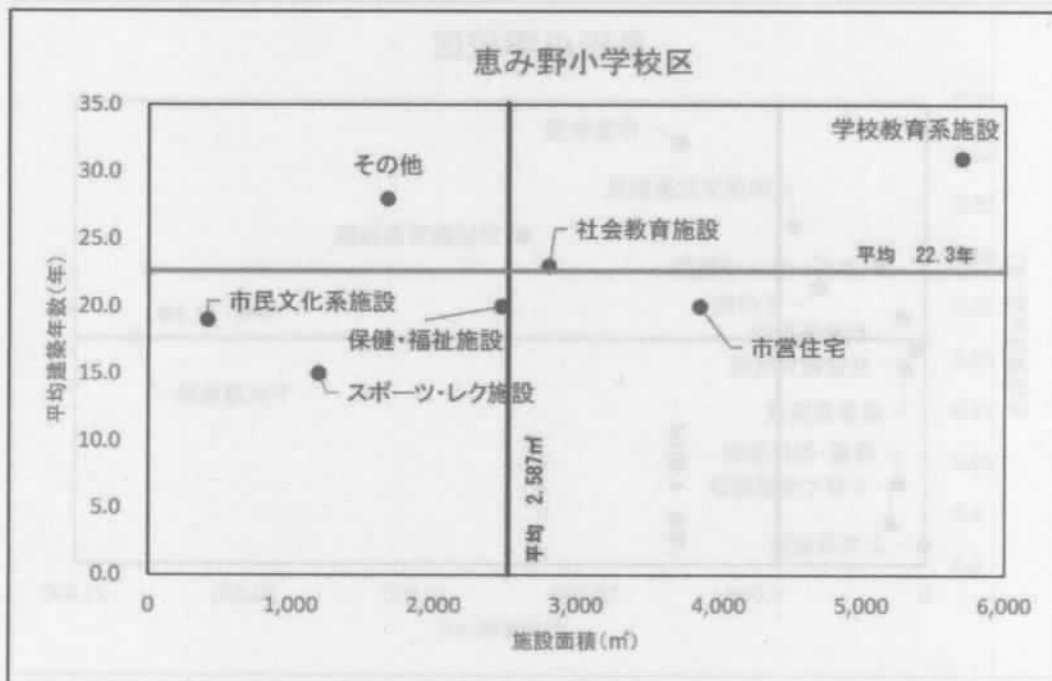 恵み野小学校区
35.0
30.0
25.0
20.0
15.0
10.0
5.0
0.0
平均建築年数(年)
学校教育系施設
その他
社会教育施設
平均 22.3年
市民文化系施設
保健・福祉施設
市営住宅
スポーツ・レク施設
平均 2,587㎡
0
1,000
2,000
3,000
4,000
5,000
6,000
施設面積(㎡)